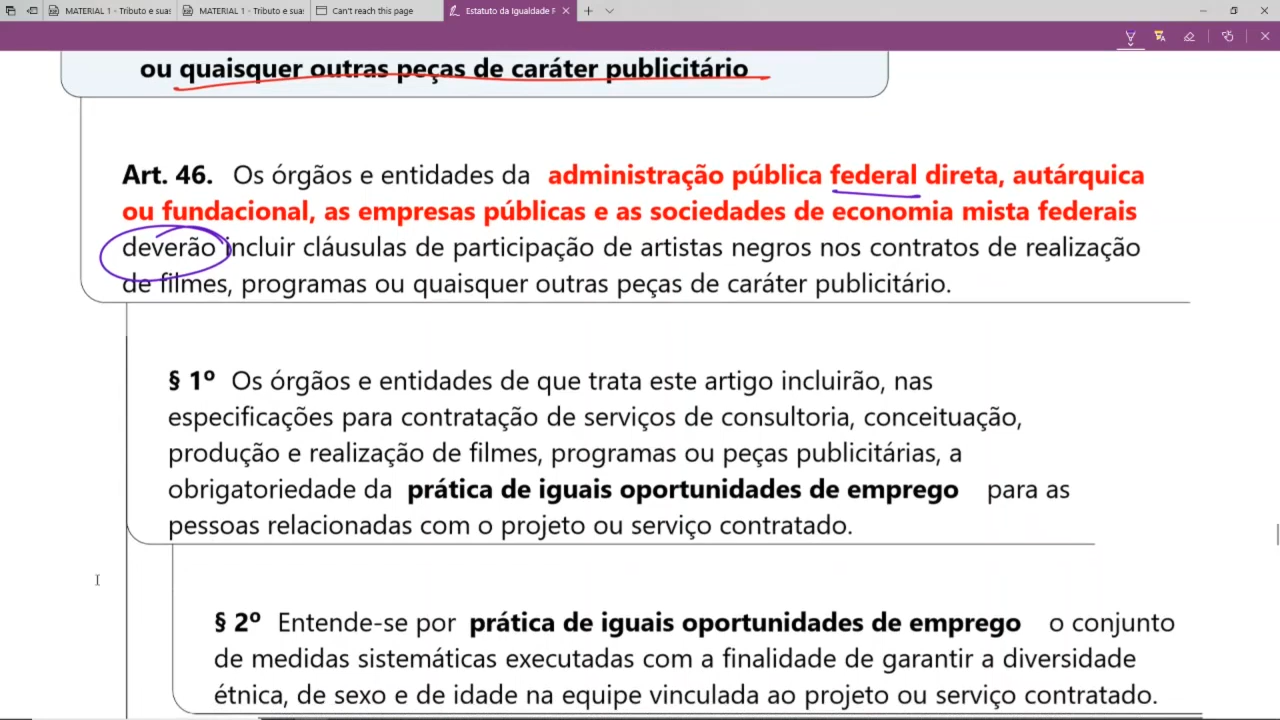 MATERIAL 1 - Tributo e suas
MATERIAL 1 - Tributo e suas
Can't reach this page
Estatuto da Igualdade F
ou quaisquer outras peças de caráter publicitário
Art. 46. Os órgãos e entidades da administração pública federal direta, autárquica
ou fundacional, as empresas públicas e as sociedades de economia mista federais
deverão incluir cláusulas de participação de artistas negros nos contratos de realização
de filmes, programas ou quaisquer outras peças de caráter publicitário.
§ 1º Os órgãos e entidades de que trata este artigo incluirão, nas
especificações para contratação de serviços de consultoria, conceituação,
produção e realização de filmes, programas ou peças publicitárias, a
obrigatoriedade da prática de iguais oportunidades de emprego para as
pessoas relacionadas com o projeto ou serviço contratado.
§ 2º Entende-se por prática de iguais oportunidades de emprego o conjunto
de medidas sistemáticas executadas com a finalidade de garantir a diversidade
étnica, de sexo e de idade na equipe vinculada ao projeto ou serviço contratado.